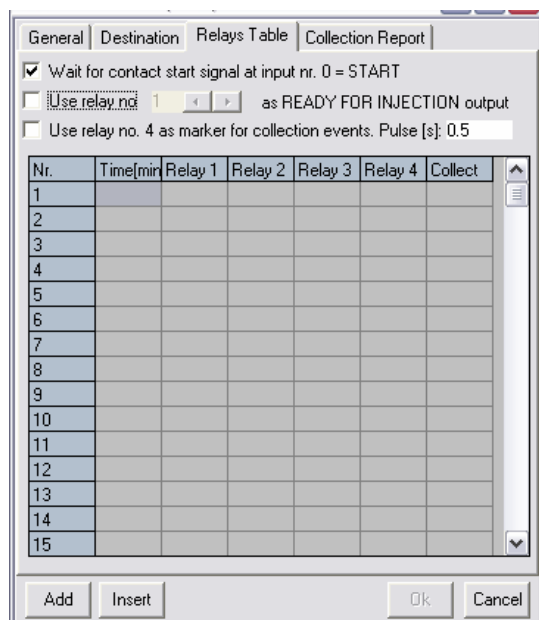 General Destination Relays Table Collection Report
Wait for contact start signal at input nr. 0 = START
Use relay no 1 as READY FOR INJECTION output
Use relay no. 4 as marker for collection events. Pulse [s]: 0.5
Nr. Time[min Relay 1 Relay 2 Relay 3 Relay 4 Collect
1
2
3
4
5
6
7
8
9
10
11
12
13
14
15
Add Insert Ok Cancel